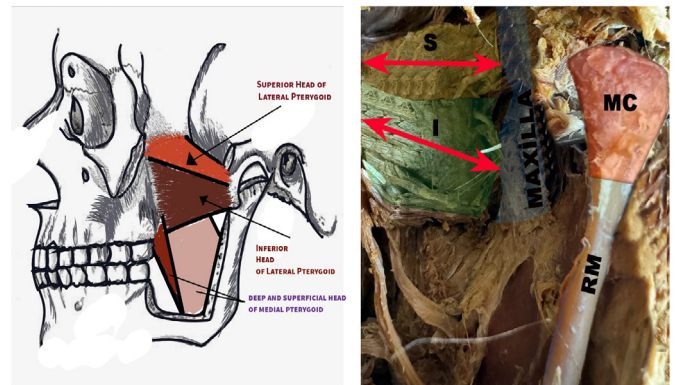 SUPERIOR HEAD OF
LATERAL PTERYGOID
INFERIOR
HEAD
OF LATERAL PTERYGOID
DEEP AND SUPERFICIAL HEAD
OF MEDIAL PTERYGOID
S
I
MAXILLA
MC
RM